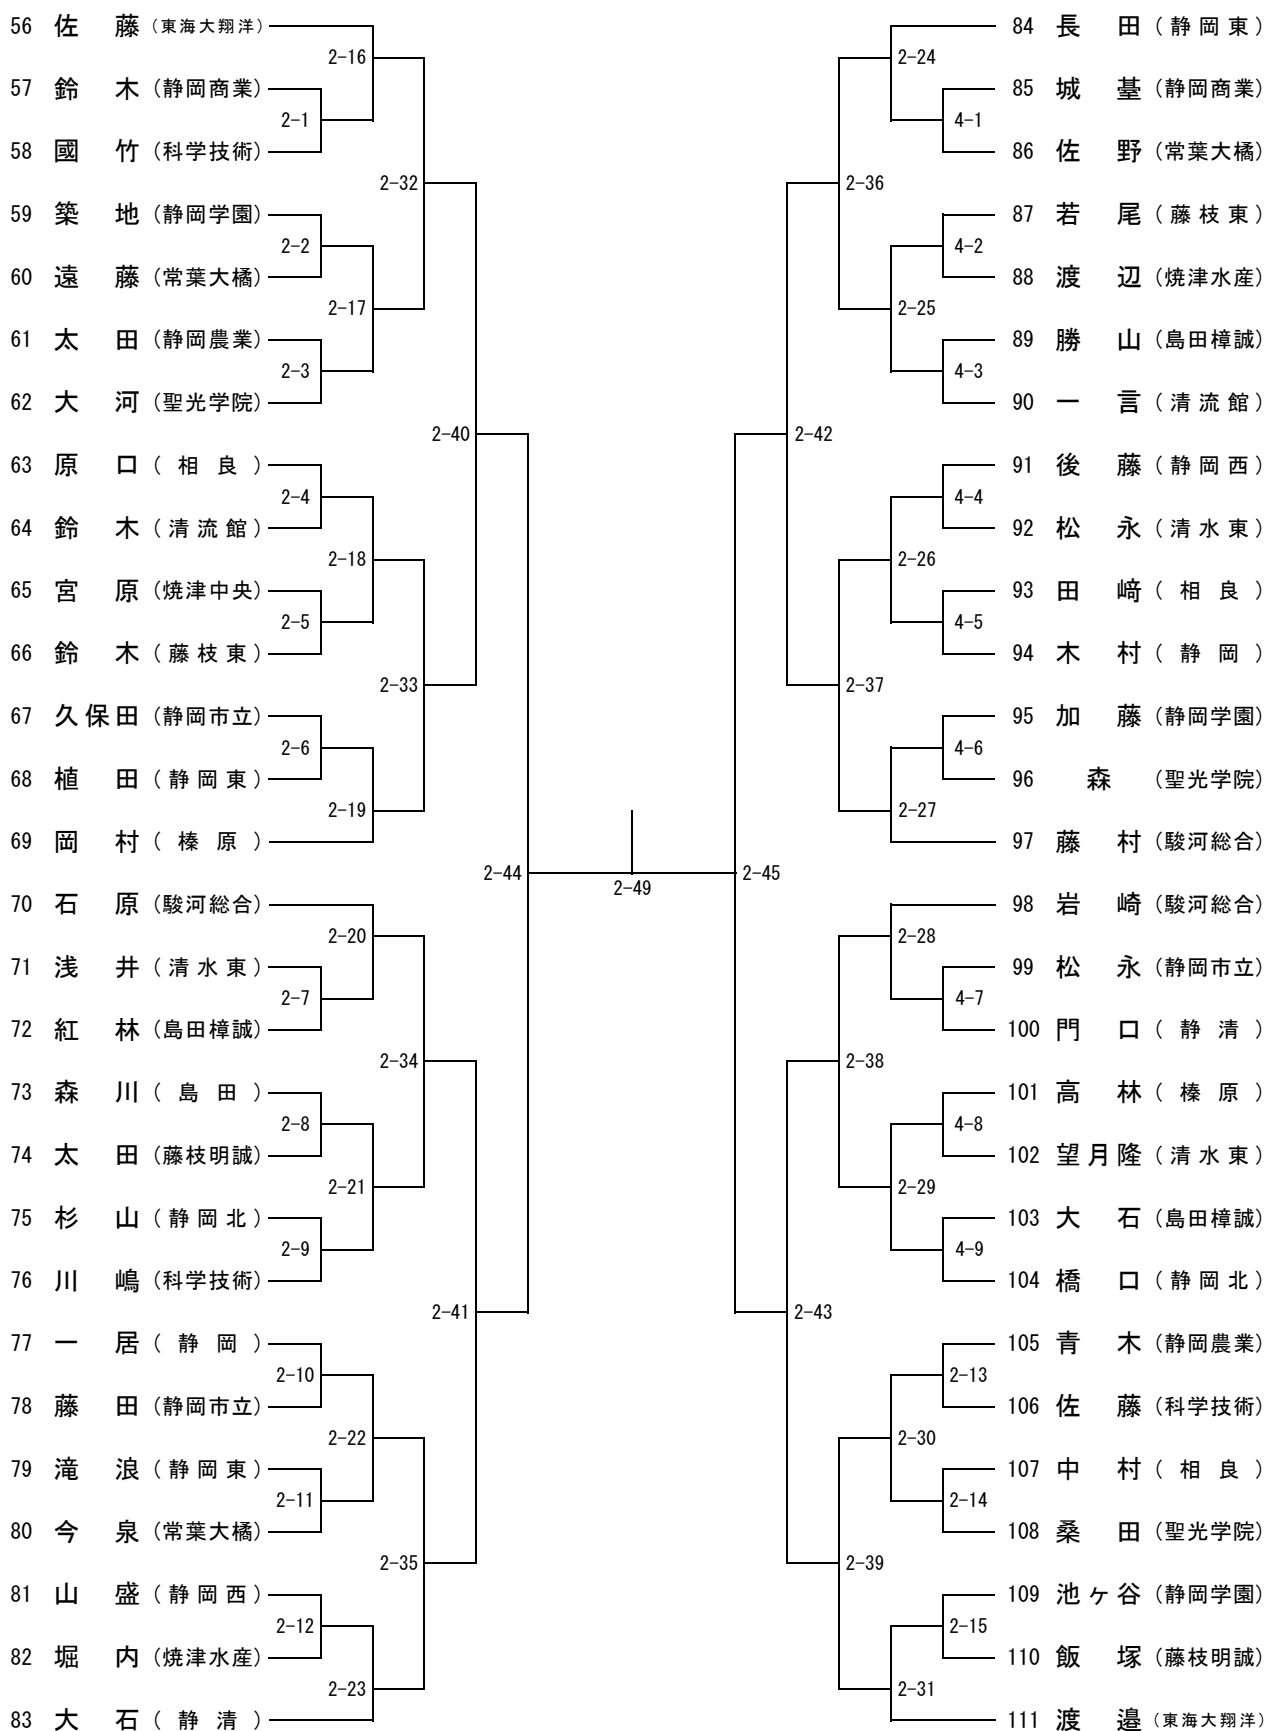 56 佐藤 (東海大翔洋)
2-16
57 鈴木 (静岡商業)
2-1
58 國竹 (科学技術)
2-32
59 築地 (静岡学園)
2-2
60 遠藤 (常葉大橘)
2-17
61 太田 (静岡農業)
2-3
62 大河 (聖光学院)
2-40
63 原口 (相良)
2-4
64 鈴木 (清流館)
2-18
65 宮原 (焼津中央)
2-5
66 鈴木 (藤枝東)
2-33
67 久保田 (静岡市立)
2-6
68 植田 (静岡東)
2-19
69 岡村 (榛原)
2-44
70 石原 (駿河総合)
2-20
71 浅井 (清水東)
2-7
72 紅林 (島田樟誠)
2-34
73 森川 (島田)
2-8
74 太田 (藤枝明誠)
2-21
75 杉山 (静岡北)
2-9
76 川嶋 (科学技術)
2-41
77 一居 (静岡)
2-10
78 藤田 (静岡市立)
2-22
79 滝浪 (静岡東)
2-11
80 今泉 (常葉大橘)
2-35
81 山盛 (静岡西)
2-12
82 堀内 (焼津水産)
2-23
83 大石 (静清)
2-49
84 長田 (静岡東)
2-24
85 城基 (静岡商業)
4-1
86 佐野 (常葉大橘)
2-36
87 若尾 (藤枝東)
4-2
88 渡辺 (焼津水産)
2-25
89 勝山 (島田樟誠)
4-3
90 一言 (清流館)
2-42
91 後藤 (静岡西)
4-4
92 松永 (清水東)
2-26
93 田﨑 (相良)
4-5
94 木村 (静岡)
2-37
95 加藤 (静岡学園)
4-6
96 森 (聖光学院)
2-27
97 藤村 (駿河総合)
2-45
98 岩崎 (駿河総合)
2-28
99 松永 (静岡市立)
4-7
100 門口 (静清)
2-38
101 高林 (榛原)
4-8
102 望月隆 (清水東)
2-29
103 大石 (島田樟誠)
4-9
104 橋口 (静岡北)
2-43
105 青木 (静岡農業)
2-13
106 佐藤 (科学技術)
2-30
107 中村 (相良)
2-14
108 桑田 (聖光学院)
2-39
109 池ヶ谷 (静岡学園)
2-15
110 飯塚 (藤枝明誠)
2-31
111 渡邉 (東海大翔洋)